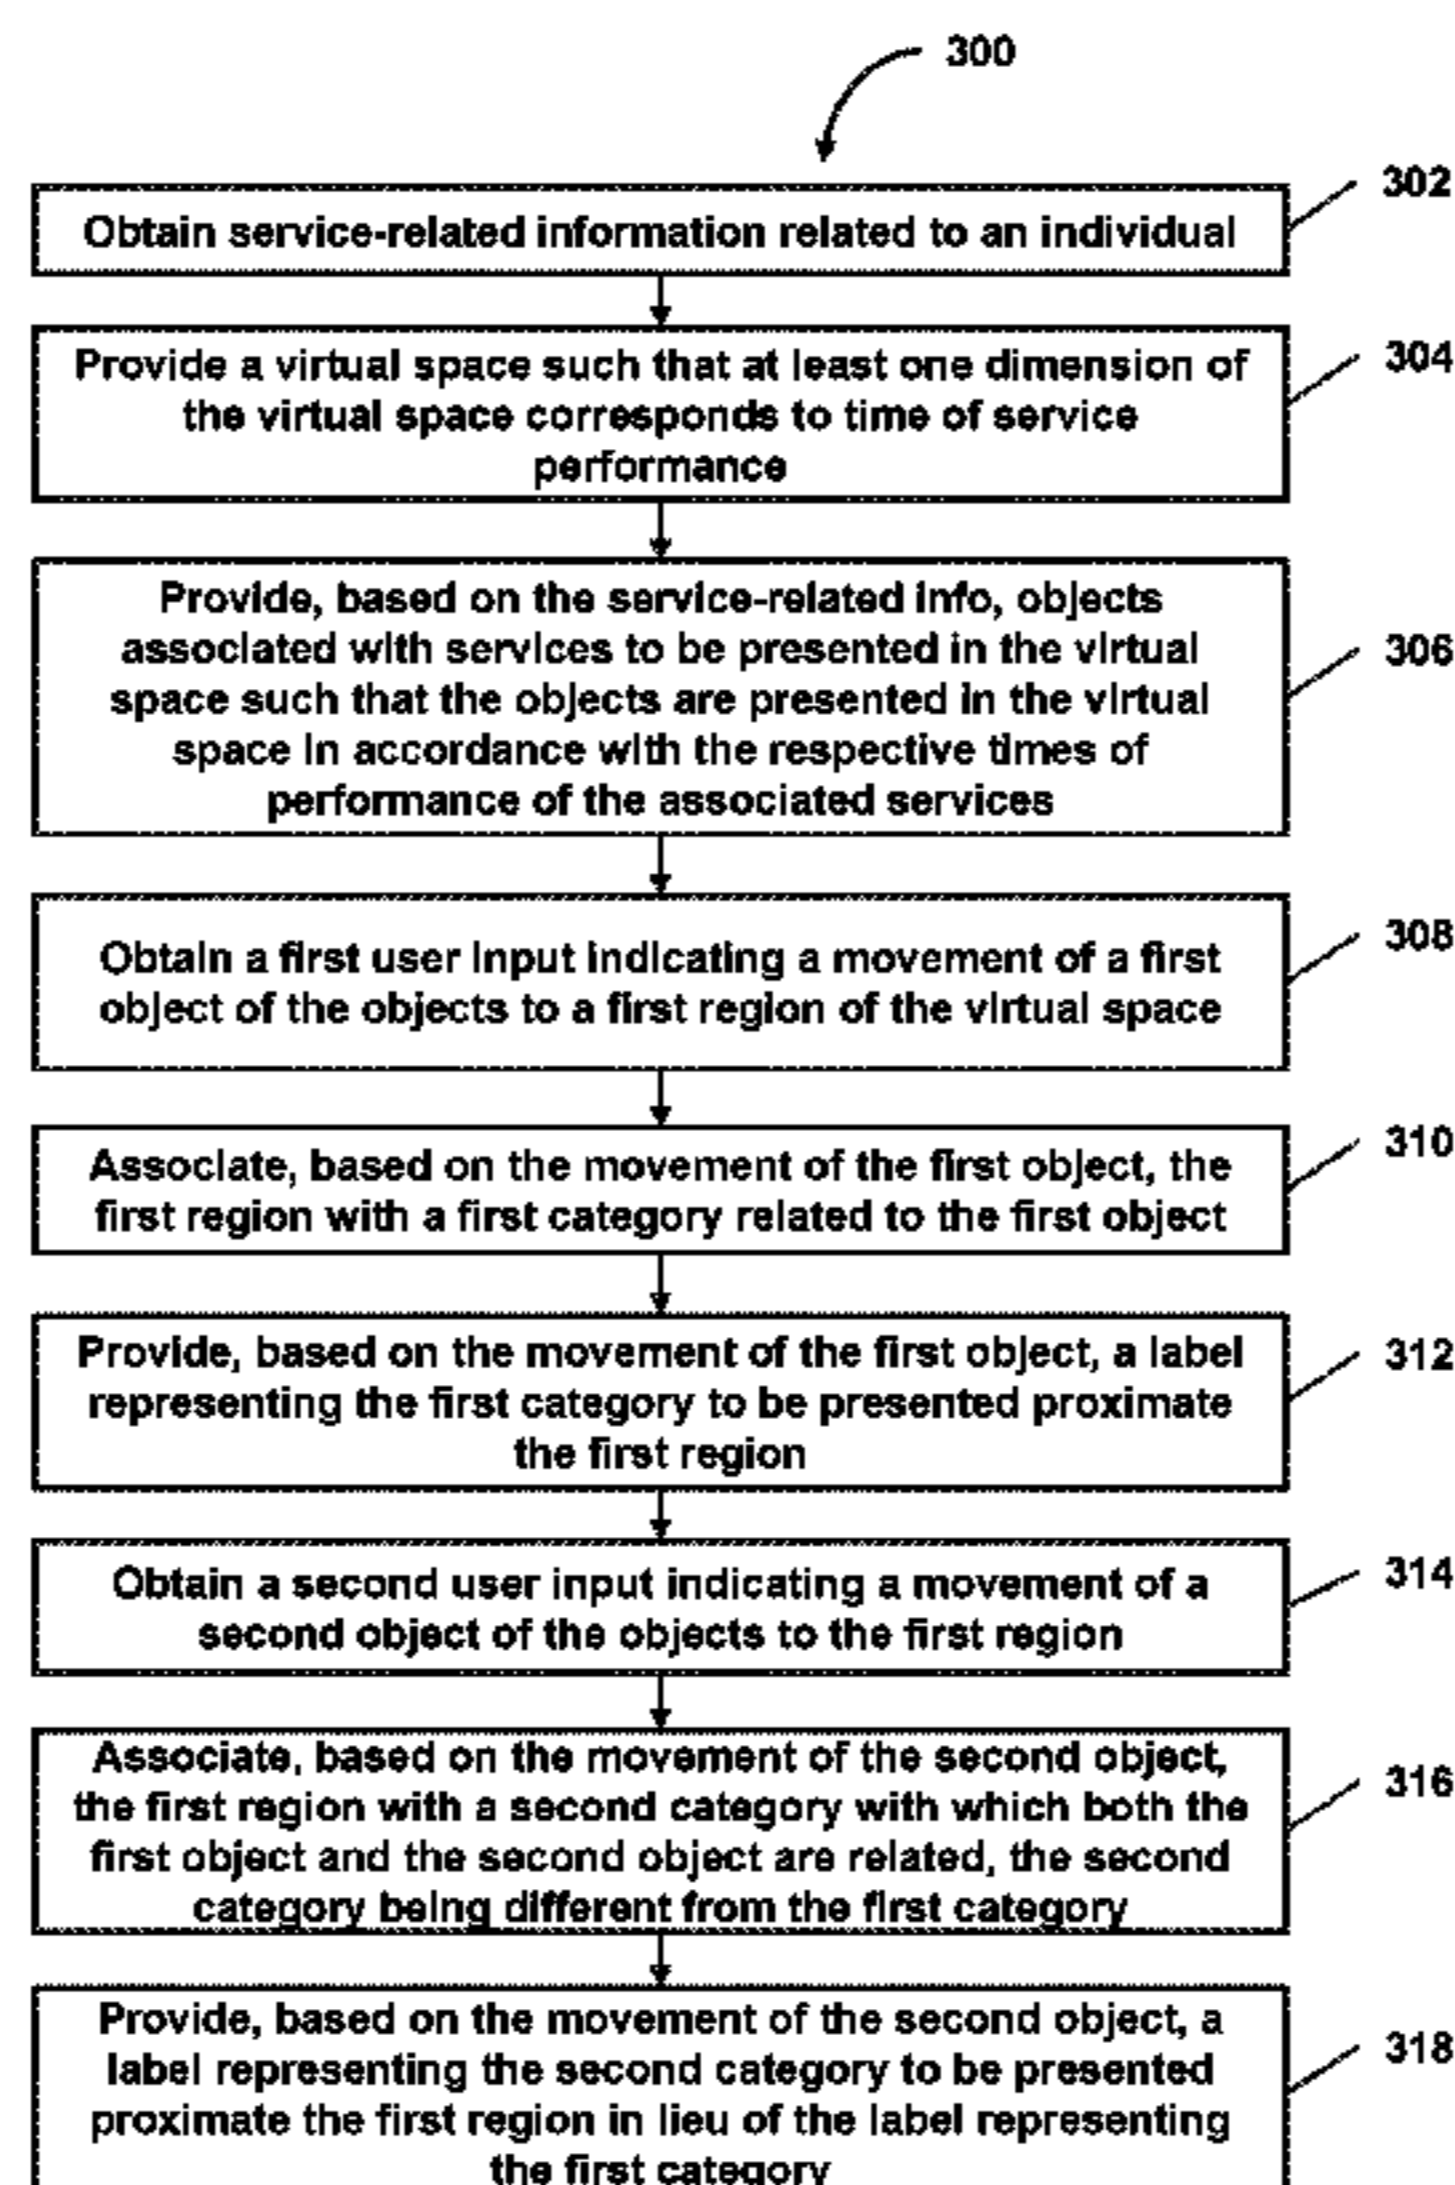 300
302
Obtain service-related information related to an individual
304
Provide a virtual space such that at least one dimension of
the virtual space corresponds to time of service
performance
Provide, based on the service-related info, objects
associated with services to be presented in the virtual
space such that the objects are presented in the virtual
space in accordance with the respective times of
performance of the associated services
306
308
Obtain a first user input indicating a movement of a first
object of the objects to a first region of the virtual space
310
Associate, based on the movement of the first object, the
first region with a first category related to the first object
312
Provide, based on the movement of the first object, a label
representing the first category to be presented proximate
the first region
314
Obtain a second user input indicating a movement of a
second object of the objects to the first region
316
Associate, based on the movement of the second object,
the first region with a second category with which both the
first object and the second object are related, the second
category being different from the first category
318
Provide, based on the movement of the second object, a
label representing the second category to be presented
proximate the first region in lieu of the label representing
the first category